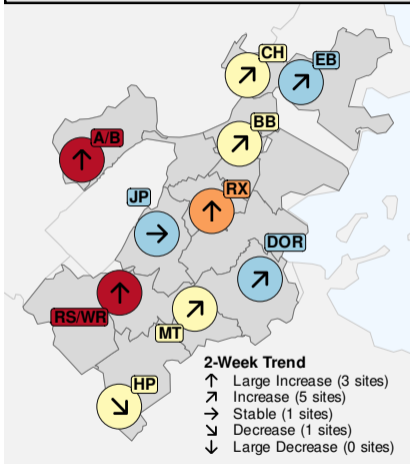 CH
EB
BB
A/B
JP
RX
DOR
RS/WR
MT
HP
2-Week Trend
↑ Large Increase (3 sites)
↗ Increase (5 sites)
→ Stable (1 sites)
↘ Decrease (1 sites)
↓ Large Decrease (0 sites)